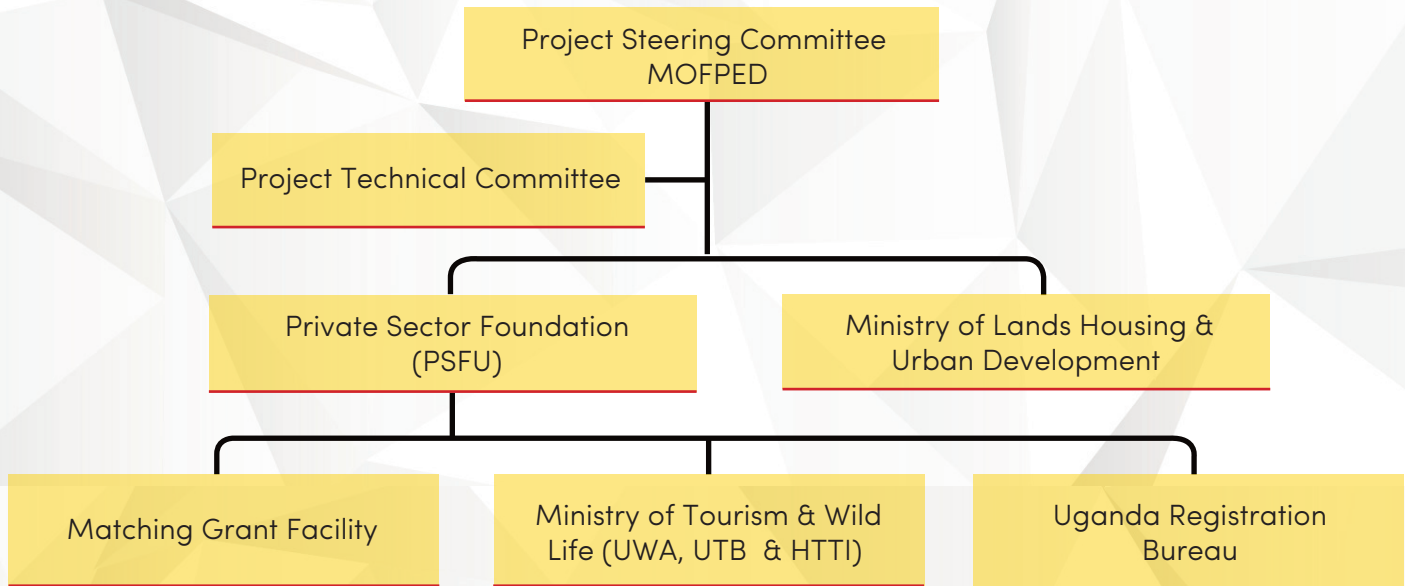 Project Steering Committee
MOFPED
Project Technical Committee
Private Sector Foundation
(PSFU)
Ministry of Lands Housing &
Urban Development
Matching Grant Facility
Ministry of Tourism & Wild
Life (UWA, UTB & HTTI)
Uganda Registration
Bureau